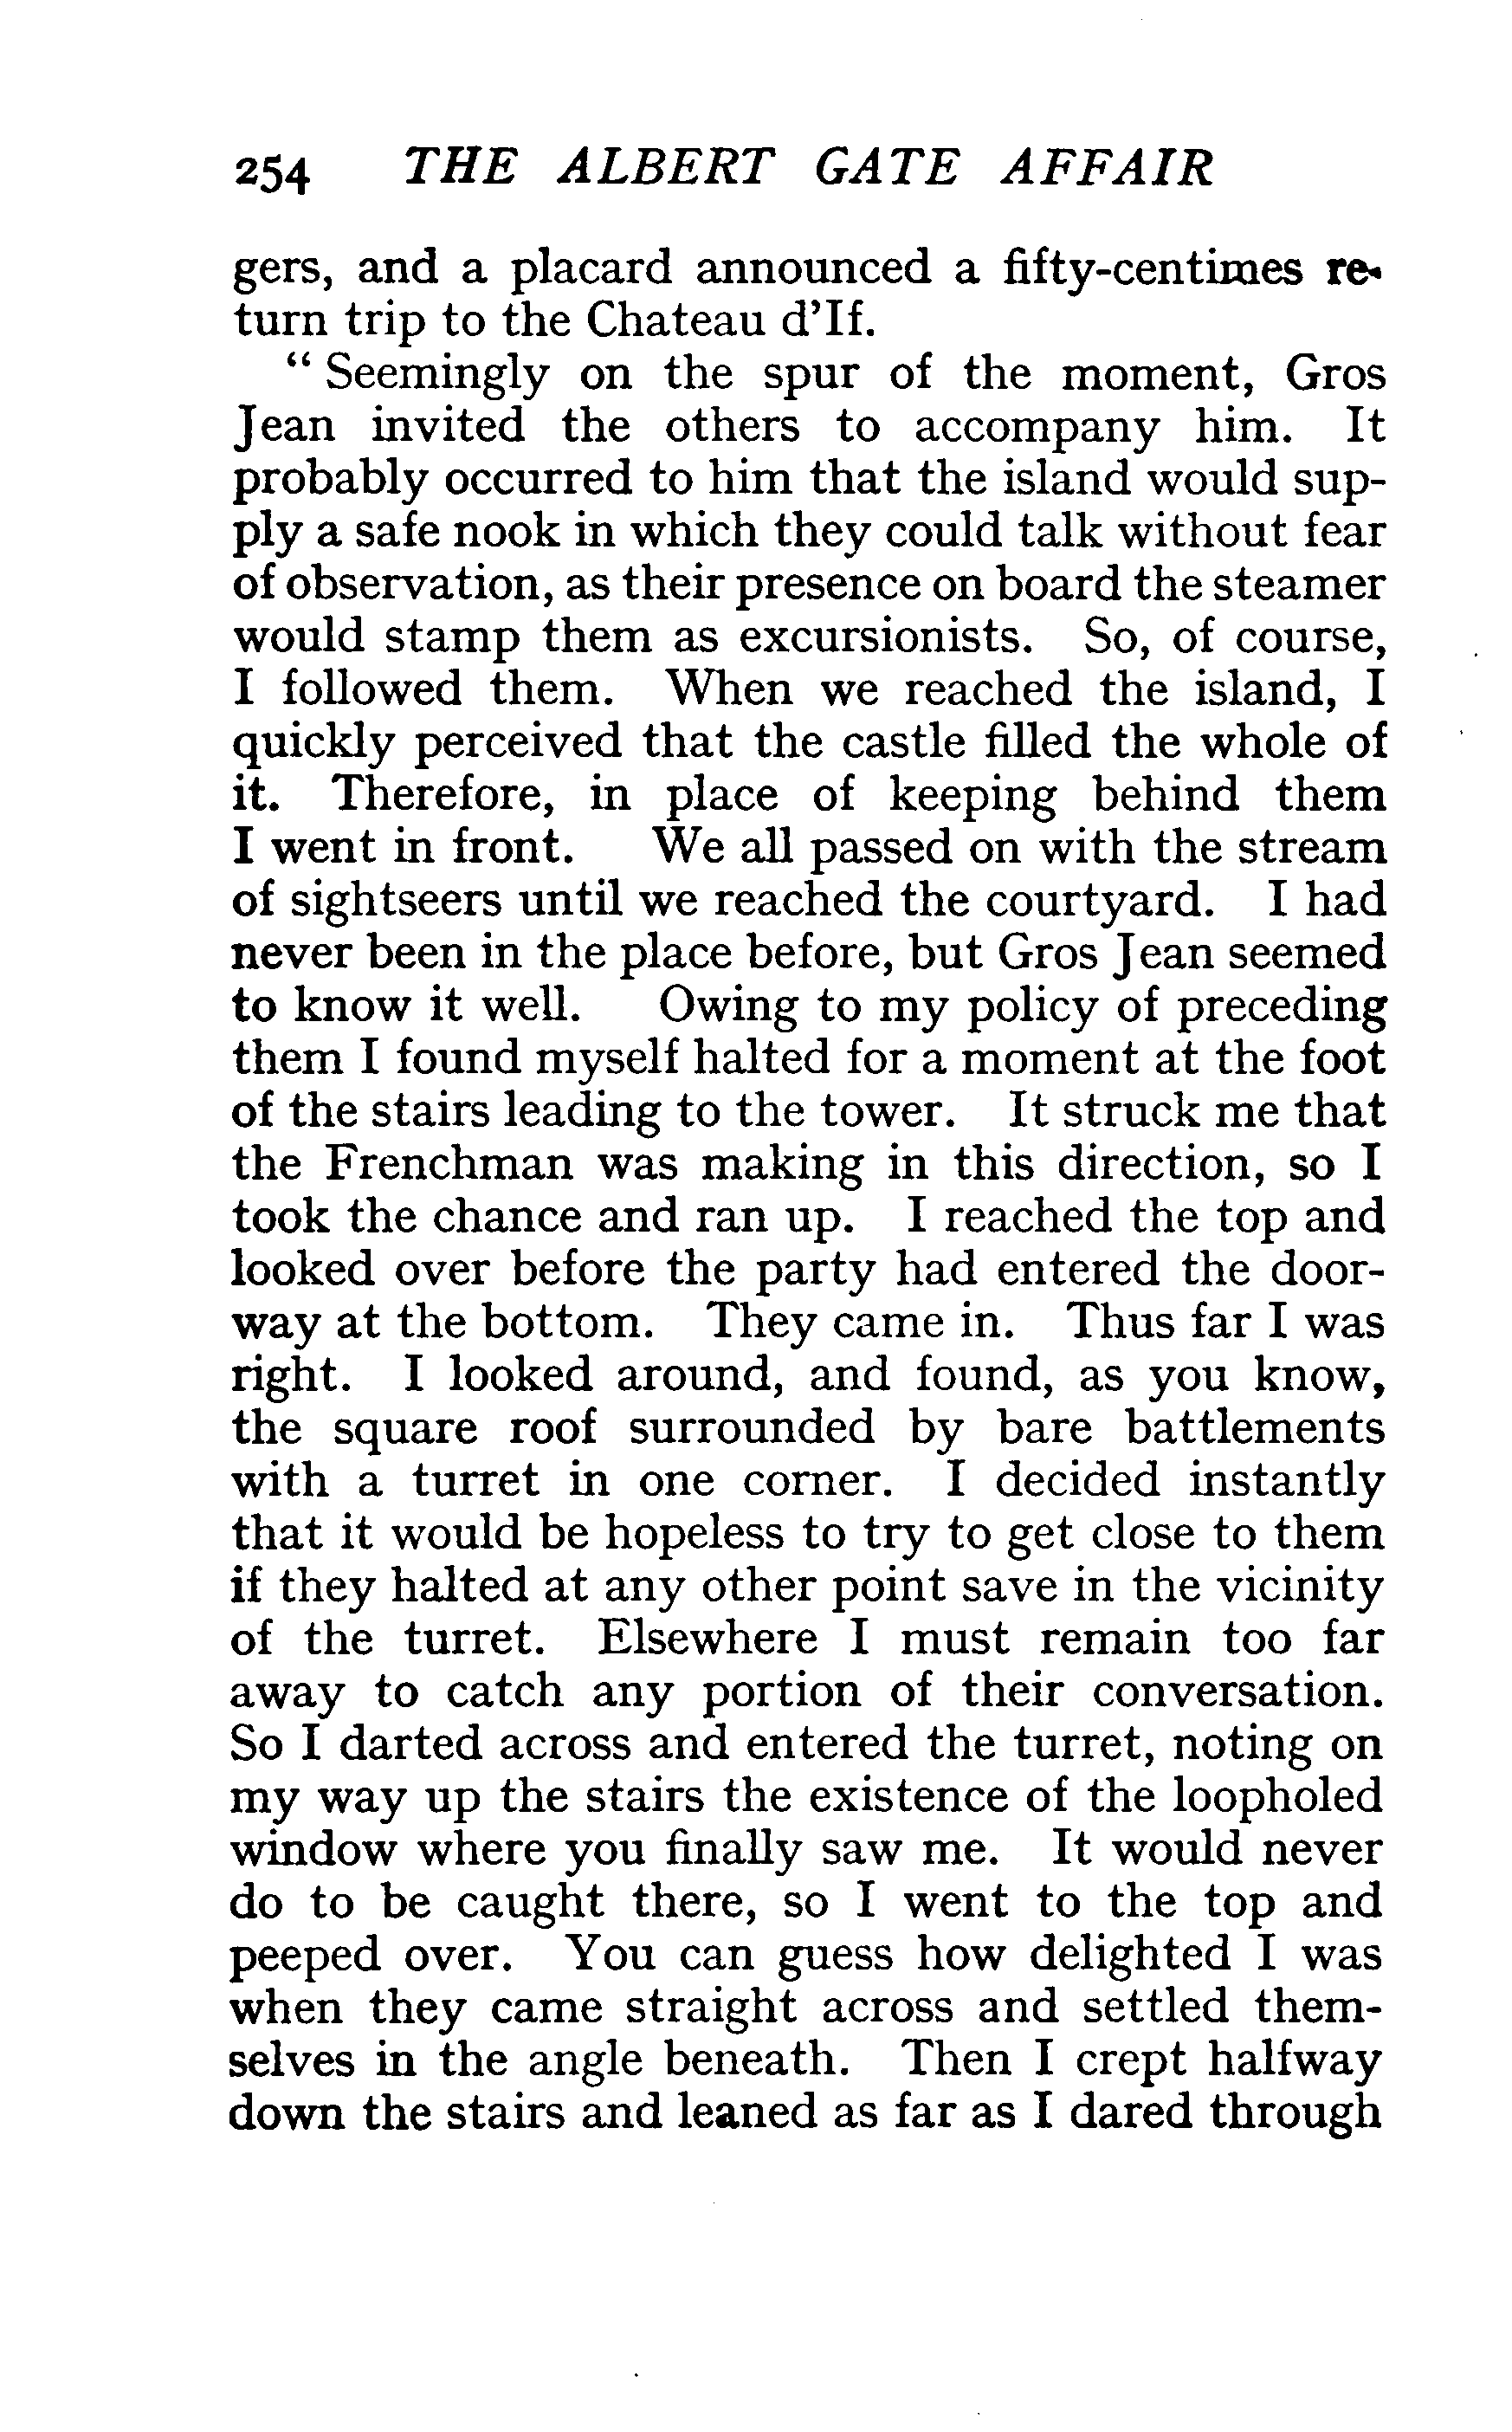 254 THE ALBERT GATE AFFAIR
gers, and a placard announced a fifty-centimes re-
turn trip to the Chateau d'If.
" Seemingly on the spur of the moment, Gros
Jean invited the others to accompany him. It
probably occurred to him that the island would sup-
ply a safe nook in which they could talk without fear
of observation, as their presence on board the steamer
would stamp them as excursionists. So, of course,
I followed them. When we reached the island, I
quickly perceived that the castle filled the whole of
it. Therefore, in place of keeping behind them
I went in front. We all passed on with the stream
of sightseers until we reached the courtyard. I had
never been in the place before, but Gros Jean seemed
to know it well. Owing to my policy of preceding
them I found myself halted for a moment at the foot
of the stairs leading to the tower. It struck me that
the Frenchman was making in this direction, so I
took the chance and ran up. I reached the top and
looked over before the party had entered the door-
way at the bottom. They came in. Thus far I was
right. I looked around, and found, as you know,
the square roof surrounded by bare battlements
with a turret in one corner. I decided instantly
that it would be hopeless to try to get close to them
if they halted at any other point save in the vicinity
of the turret. Elsewhere I must remain too far
away to catch any portion of their conversation.
So I darted across and entered the turret, noting on
my way up the stairs the existence of the loopholed
window where you finally saw me. It would never
do to be caught there, so I went to the top and
peeped over. You can guess how delighted I was
when they came straight across and settled them-
selves in the angle beneath. Then I crept halfway
down the stairs and leaned as far as I dared through